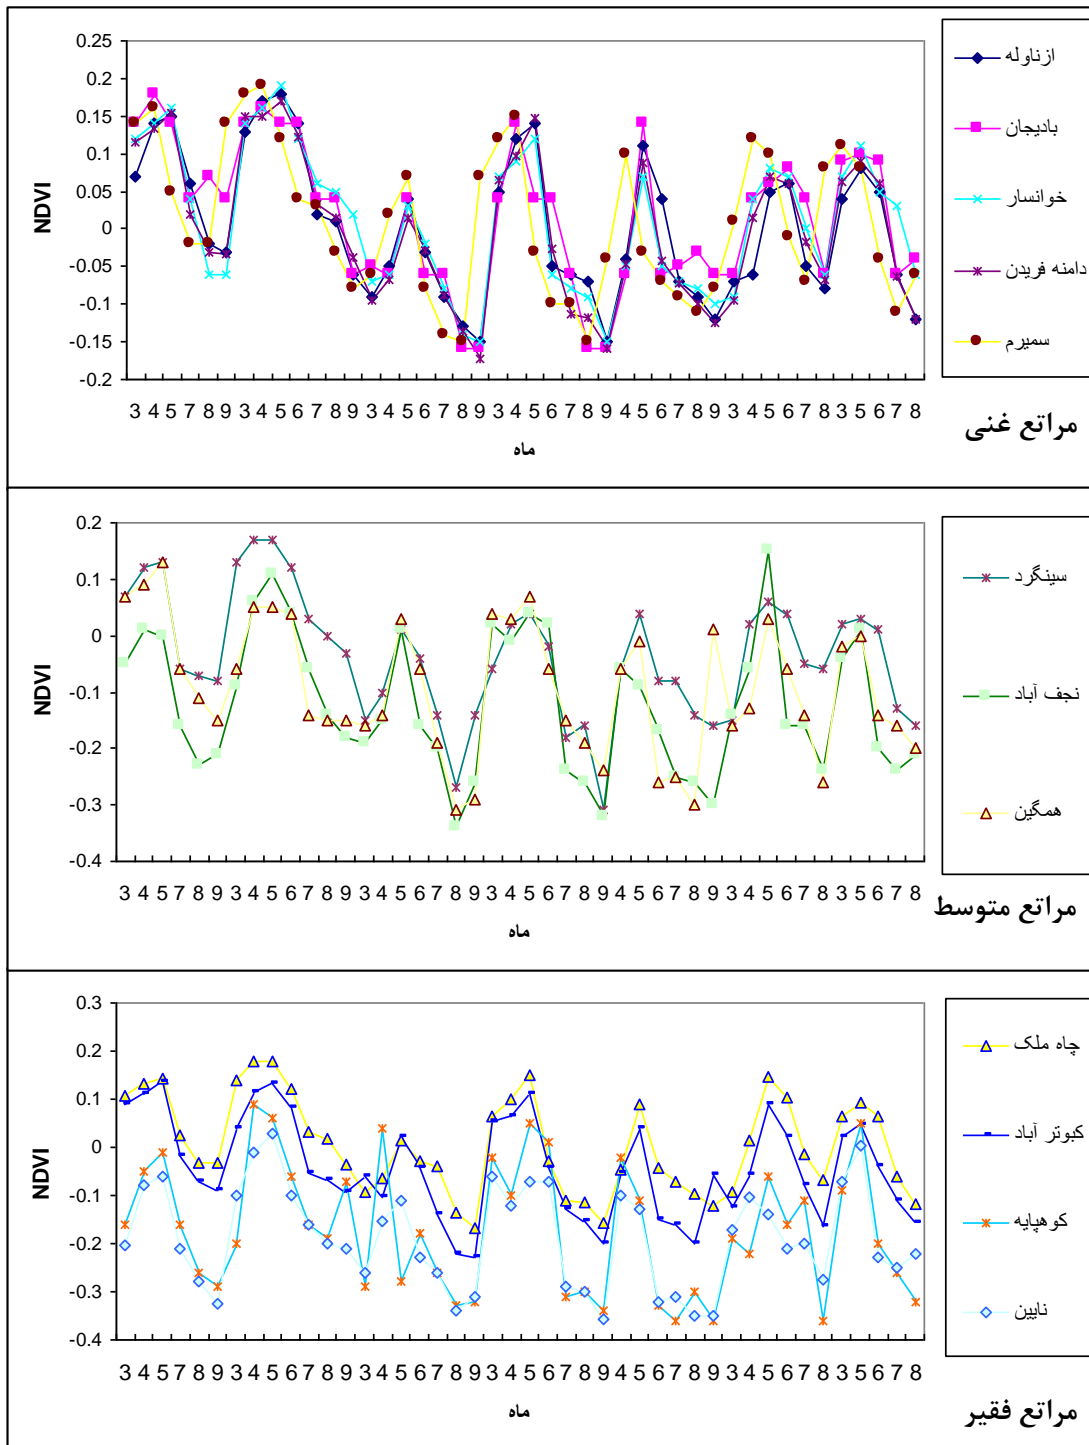 0.25
0.2
0.15
0.1
0.05
0
-0.05
-0.1
-0.15
-0.2
NDVI
3 4 5 7 8 9 3 4 5 6 7 8 9 3 4 5 6 7 8 9 3 4 5 6 7 8 9 4 5 6 7 8 9 3 4 5 6 7 8 3 5 6 7 8
ماه
ازناوله
بادیجان
خوانسار
دامنه فریدن
سمیرم
مراتع غنی
0.2
0.1
0
-0.1
-0.2
-0.3
-0.4
NDVI
3 4 5 7 8 9 3 4 5 6 7 8 9 3 4 5 6 7 8 9 3 4 5 6 7 8 9 4 5 6 7 8 9 3 4 5 6 7 8 3 5 6 7 8
ماه
سینگرد
نجف آباد
همگین
مراتع متوسط
0.3
0.2
0.1
0
-0.1
-0.2
-0.3
-0.4
NDVI
3 4 5 7 8 9 3 4 5 6 7 8 9 3 4 5 6 7 8 9 3 4 5 6 7 8 9 4 5 6 7 8 9 3 4 5 6 7 8 3 5 6 7 8
ماه
چاه ملک
کبوتر آباد
کوهپایه
نایین
مراتع فقیر